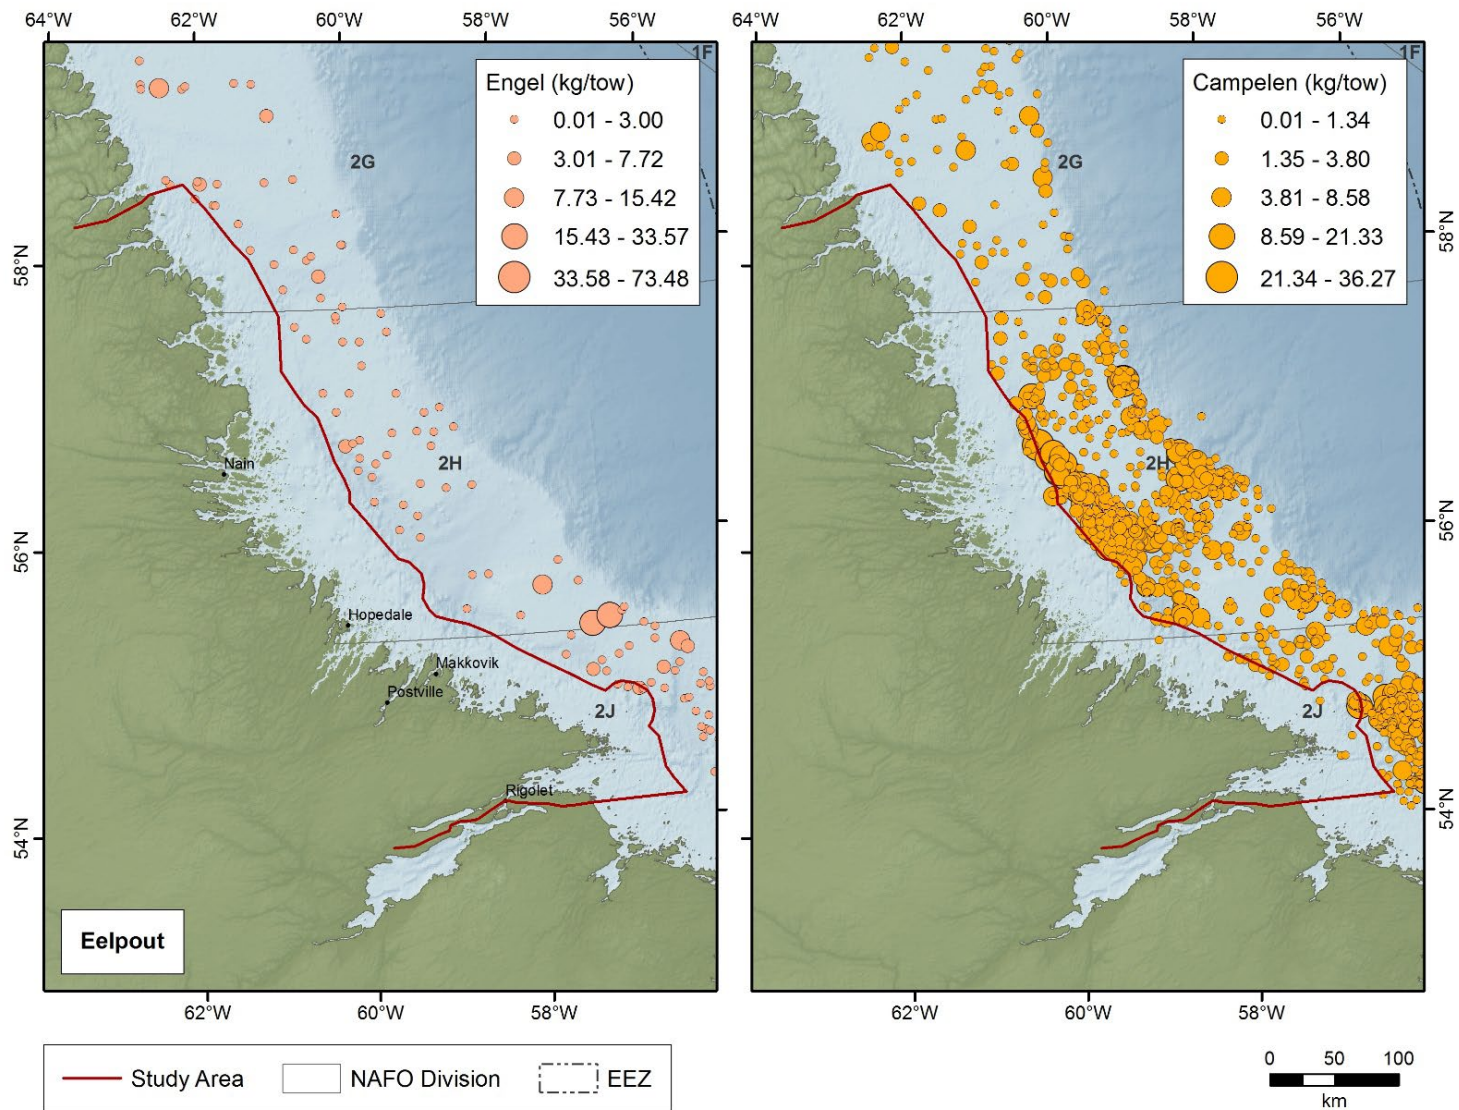 64°W 62°W 60°W 58°W 56°W
64°W 62°W 60°W 58°W 56°W
1F
Engel (kg/tow)
0.01 - 3.00
3.01 - 7.72
7.73 - 15.42
15.43 - 33.57
33.58 - 73.48
2G
2H
2J
58°N
56°N
54°N
Nain
Hopedale
Makkovik
Postville
Rigolet
Eelpout
62°W 60°W 58°W
1F
Campelen (kg/tow)
0.01 - 1.34
1.35 - 3.80
3.81 - 8.58
8.59 - 21.33
21.34 - 36.27
2G
2H
2J
58°N
56°N
54°N
62°W 60°W 58°W
Study Area
NAFO Division
EEZ
0 50 100
km